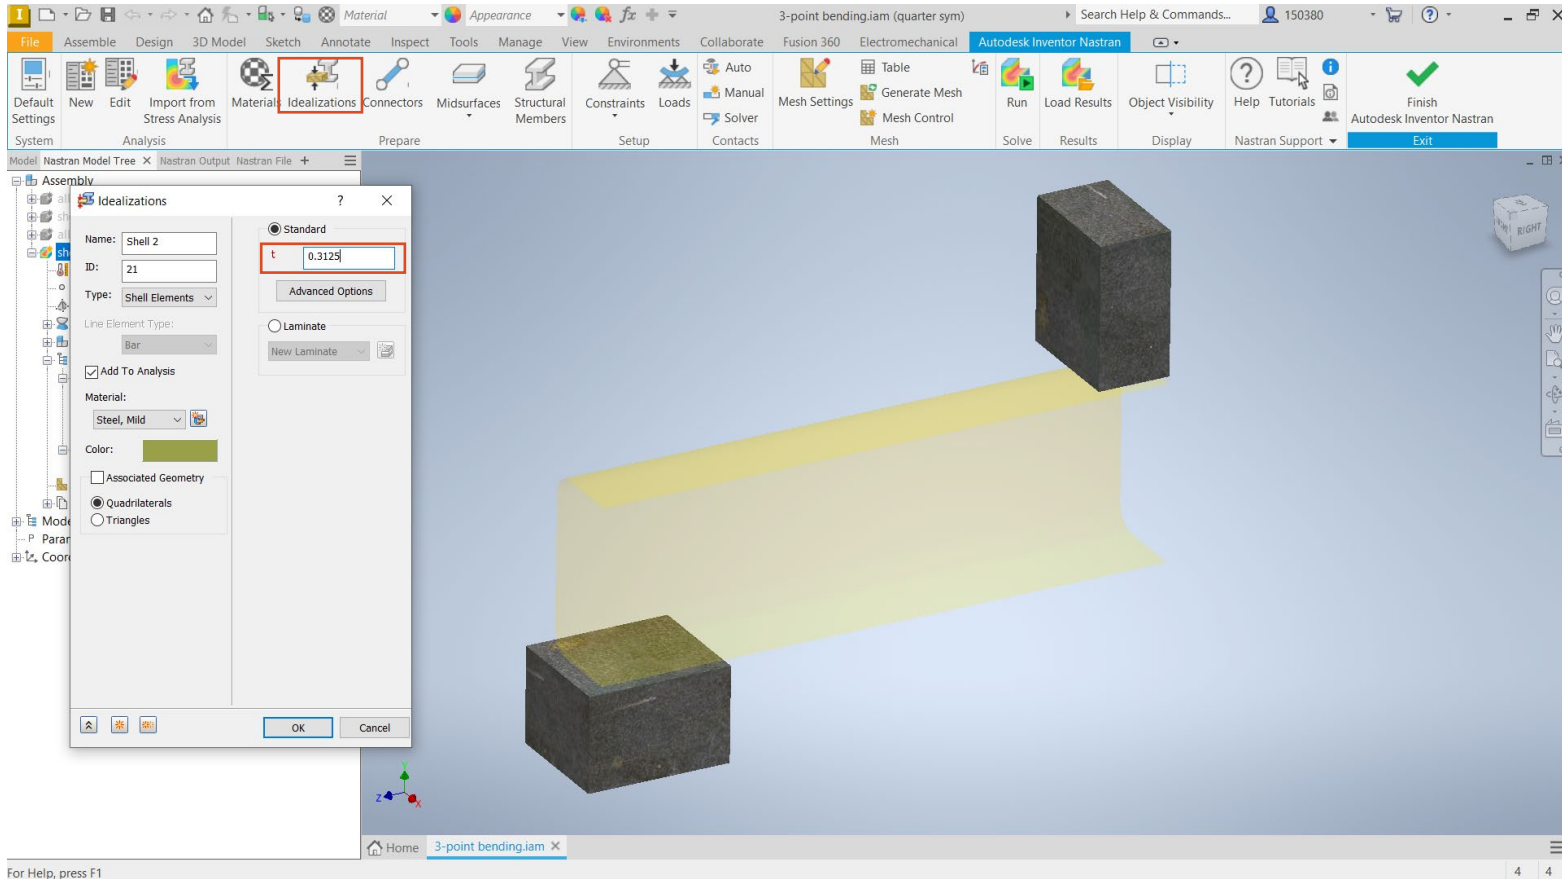 I Material Appearance fx 3-point bending.iam (quarter sym) Search Help & Commands... 150380 ?
File Assemble Design 3D Model Sketch Annotate Inspect Tools Manage View Environments Collaborate Fusion 360 Electromechanical Autodesk Inventor Nastran
Default Settings
New
Edit
Import from Stress Analysis
Materials
Idealizations
Connectors
Midsurfaces
Structural Members
Constraints
Loads
Auto
Manual
Solver
Mesh Settings
Table
Generate Mesh
Mesh Control
Run
Load Results
Object Visibility
Help
Tutorials
Finish
Autodesk Inventor Nastran
System Analysis Prepare Setup Contacts Mesh Solve Results Display Nastran Support Exit
Model Nastran Model Tree Nastran Output Nastran File +
Assembly
Idealizations ?
Name: Shell 2
ID: 21
Type: Shell Elements
Line Element Type:
Bar
Add To Analysis
Material:
Steel, Mild
Color:
Associated Geometry
Quadrilaterals
Triangles
Standard
t 0.3125
Advanced Options
Laminate
New Laminate
OK Cancel
Mode
P Parar
Coor
RIGHT
Y
Z
X
Home 3-point bending.iam
For Help, press F1 4 4